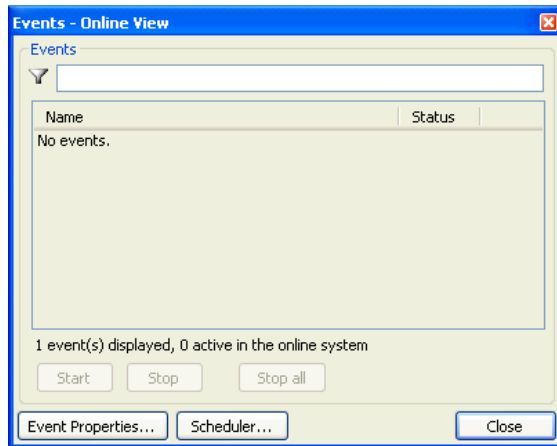 Events - Online View
Events
Name Status
No events.
1 event(s) displayed, 0 active in the online system
Start Stop Stop all
Event Properties... Scheduler... Close